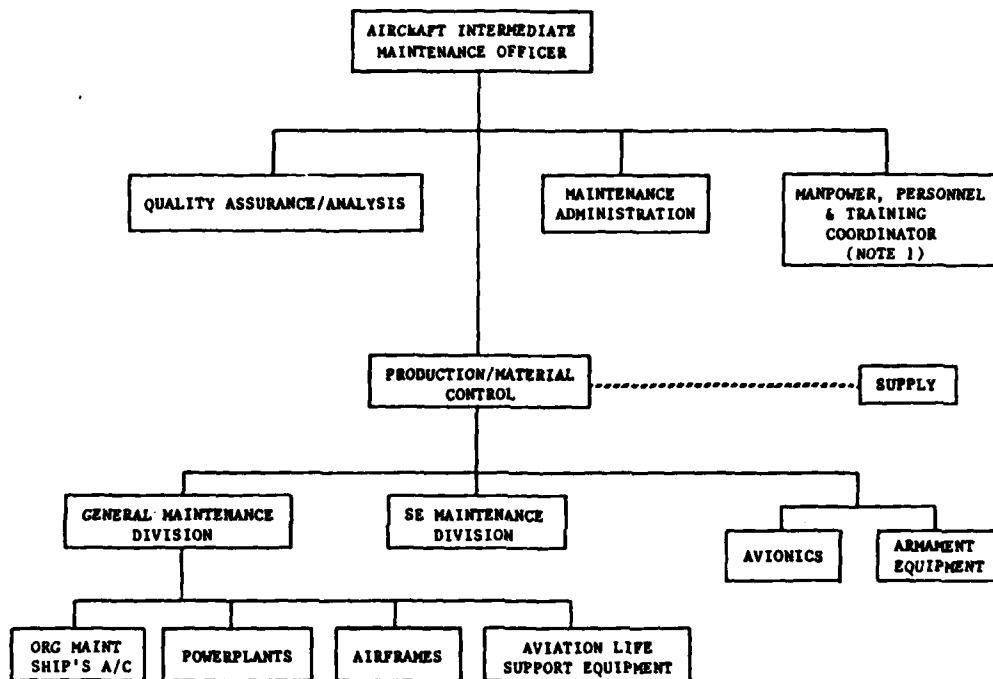 AIRCRAFT INTERMEDIATE
MAINTENANCE OFFICER
QUALITY ASSURANCE/ANALYSIS
MAINTENANCE
ADMINISTRATION
MANPOWER, PERSONNEL
& TRAINING
COORDINATOR
(NOTE 1)
PRODUCTION/MATERIAL
CONTROL
SUPPLY
GENERAL MAINTENANCE
DIVISION
SE MAINTENANCE
DIVISION
AVIONICS
ARMAMENT
EQUIPMENT
ORG MAINT
SHIP'S A/C
POWERPLANTS
AIRFRAMES
AVIATION LIFE
SUPPORT EQUIPMENT